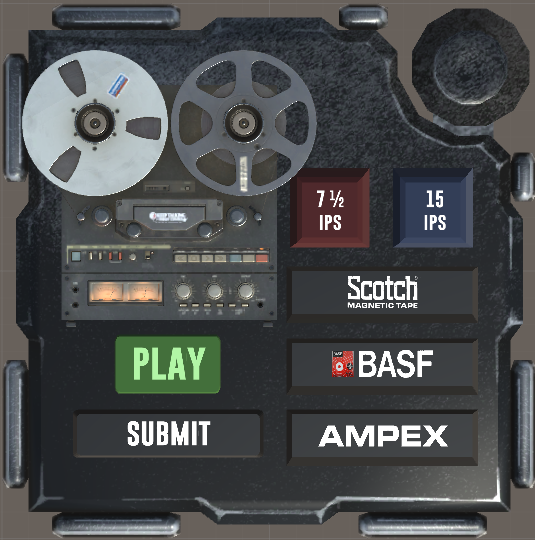 7 ½
IPS
15
IPS
Scotch
MAGNETIC TAPE
BASF
PLAY
SUBMIT
AMPEX